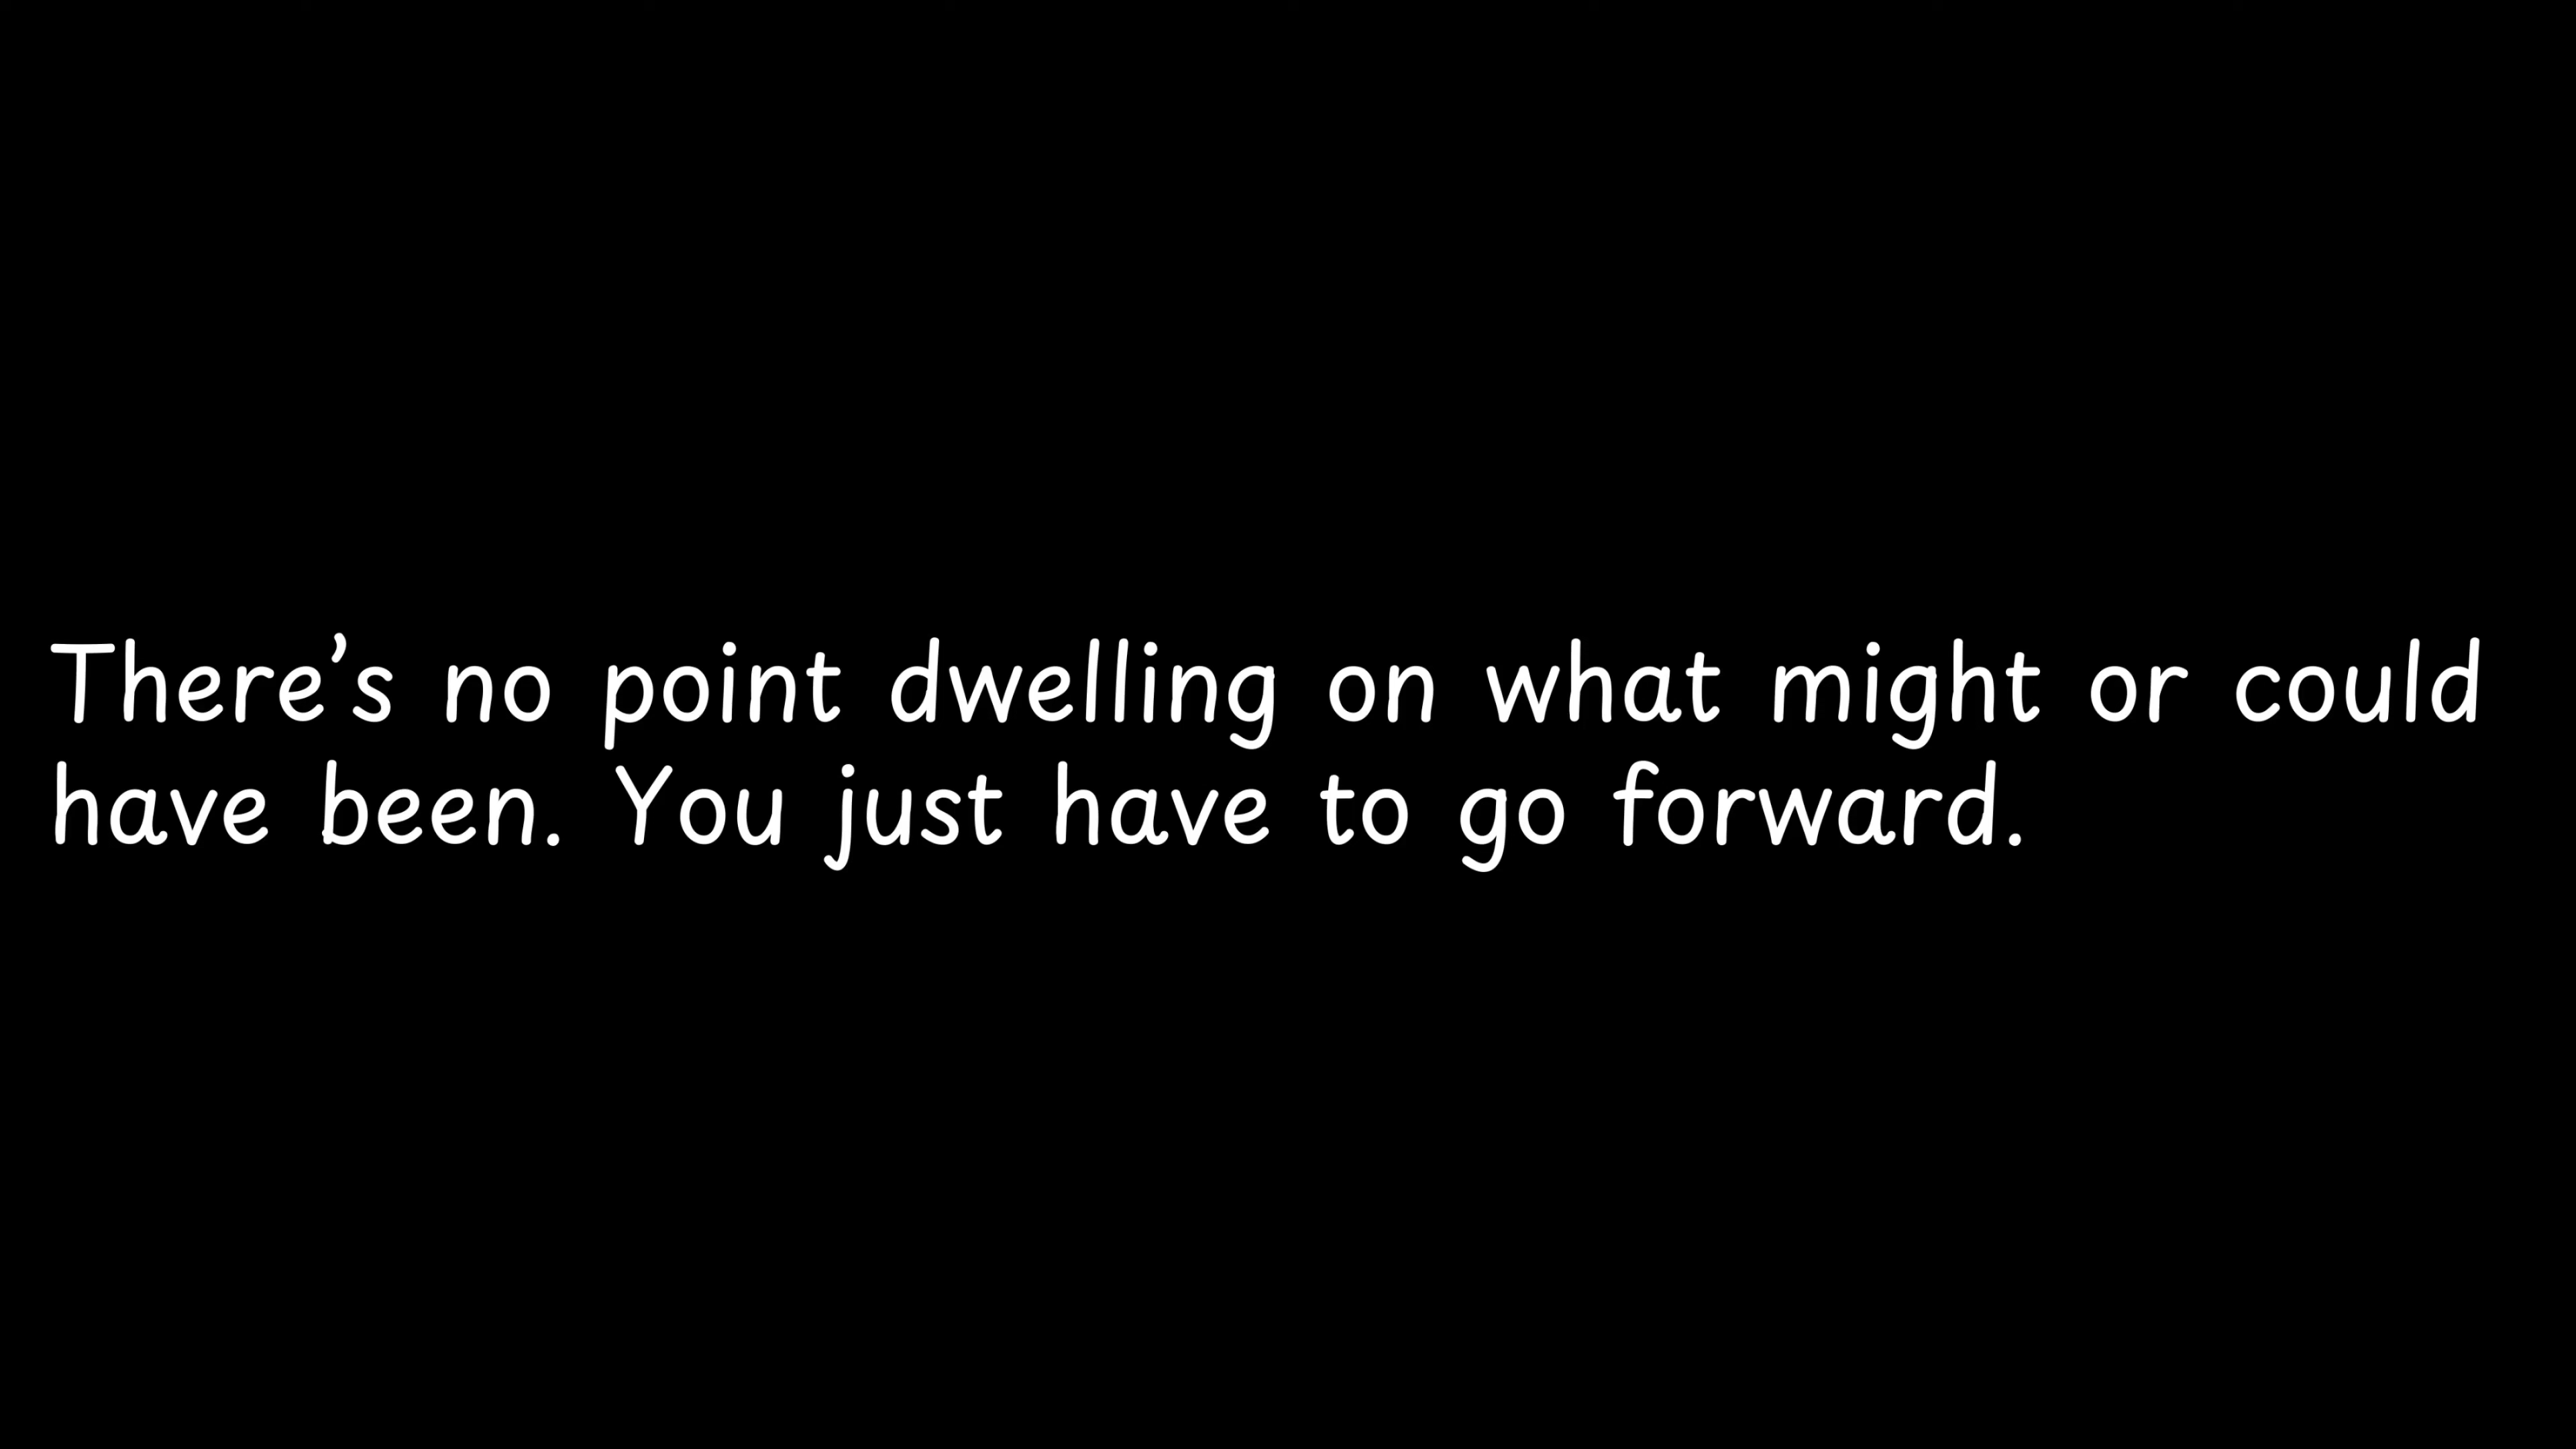 There’s no point dwelling on what might or could
have been. You just have to go forward.